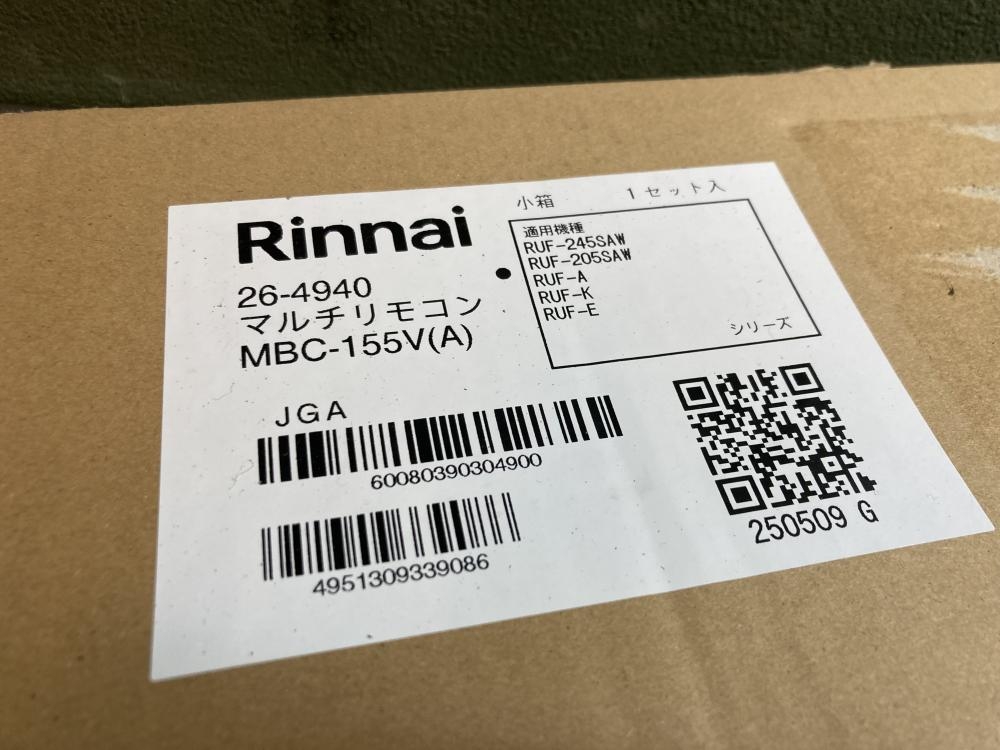 Rinnai
26-4940
マルチリモコン
MBC-155V(A)
小箱 1セット入
適用機種
RUF-245SAW
RUF-205SAW
RUF-A
RUF-K
RUF-E
シリーズ
JGA
60080390304900
4951309339086
250509 G